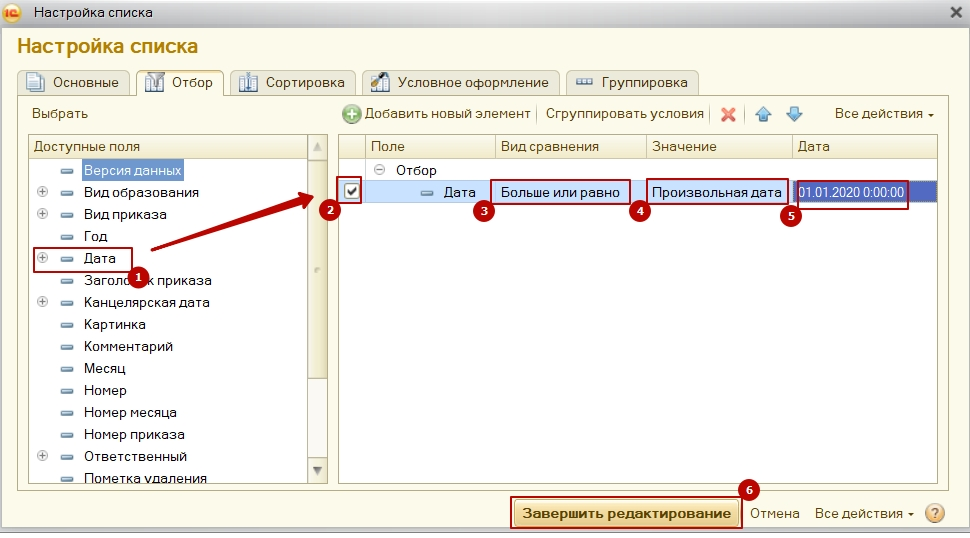 1С Настройка списка
Настройка списка
Основные Отбор Сортировка Условное оформление Группировка
Выбрать Добавить новый элемент Сгруппировать условия Все действия
Доступные поля Поле Вид сравнения Значение Дата
Версия данных Отбор
Вид образования Дата Больше или равно Произвольная дата 01.01.2020 0:00:00
2 3 4 5
Вид приказа
Год
Дата
1
Заголовок приказа
Канцелярская дата
Картинка
Комментарий
Месяц
Номер
Номер месяца
Номер приказа
Ответственный
Пометка удаления
6
Завершить редактирование Отмена Все действия ?